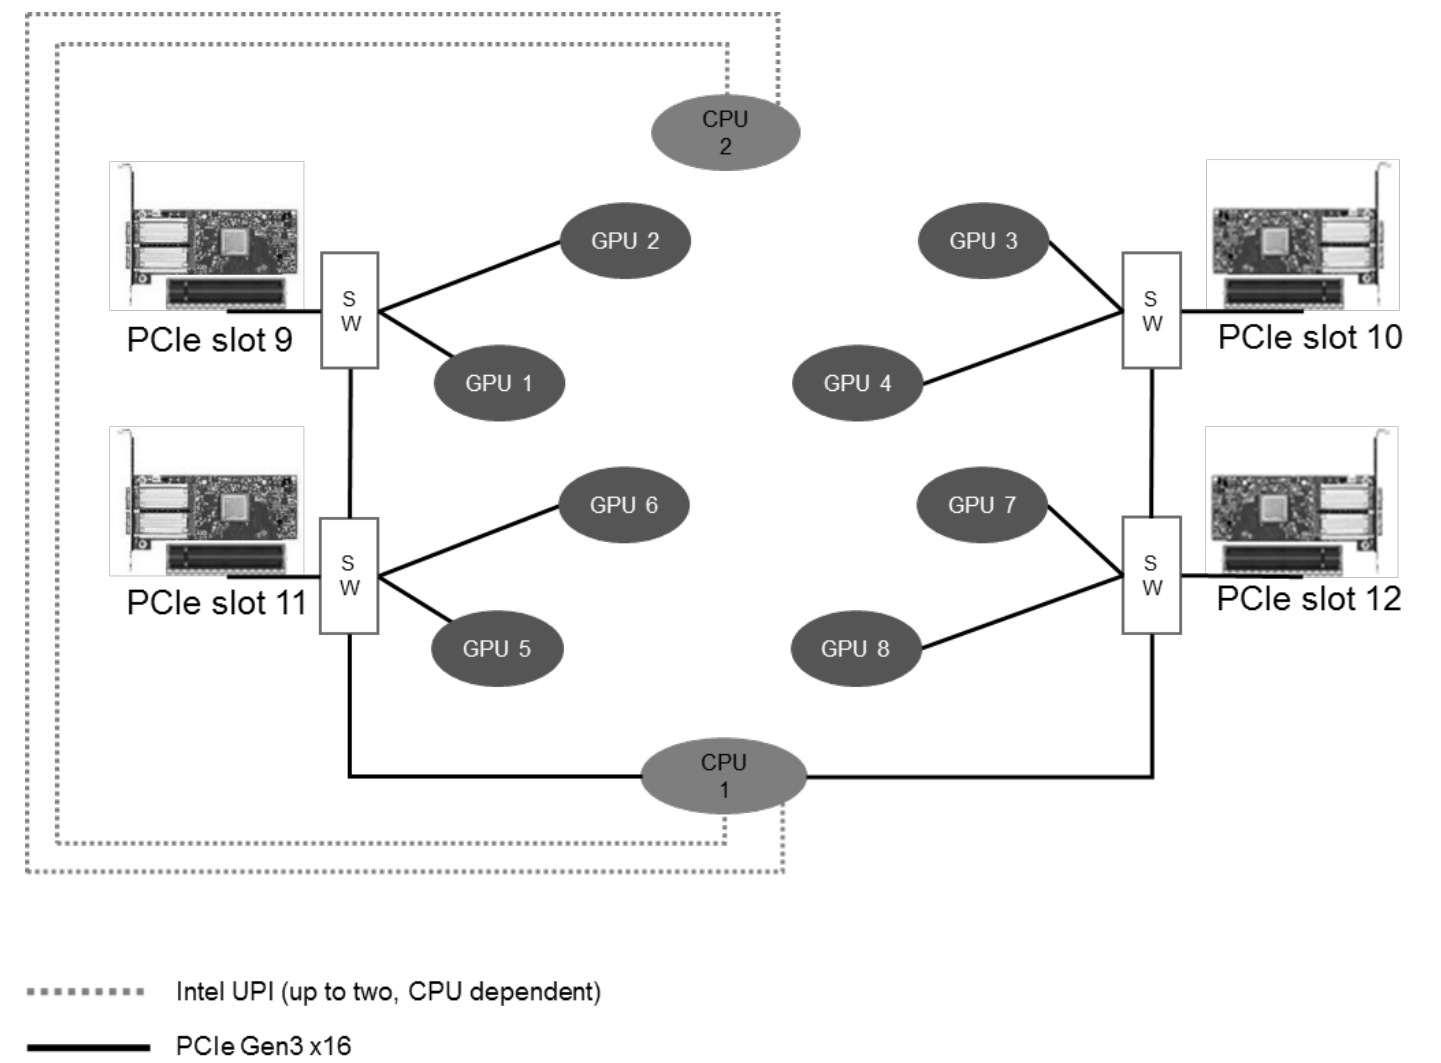 CPU
2
GPU 2
GPU 3
S
W
S
W
PCIe slot 9
PCIe slot 10
GPU 1
GPU 4
GPU 6
GPU 7
S
W
S
W
PCIe slot 11
PCIe slot 12
GPU 5
GPU 8
CPU
1
Intel UPI (up to two, CPU dependent)
PCIe Gen3 x16